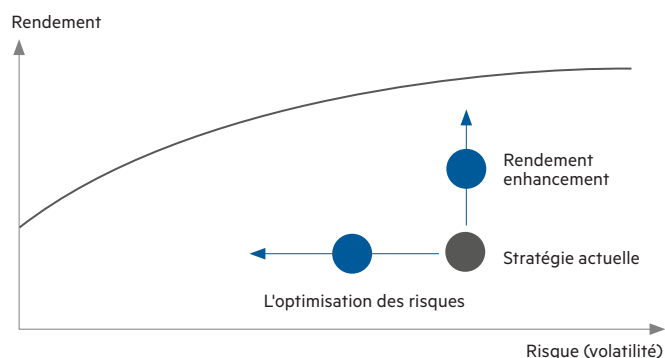 Rendement
Rendement
enhancement
Stratégie actuelle
L'optimisation des risques
Risque (volatilité)